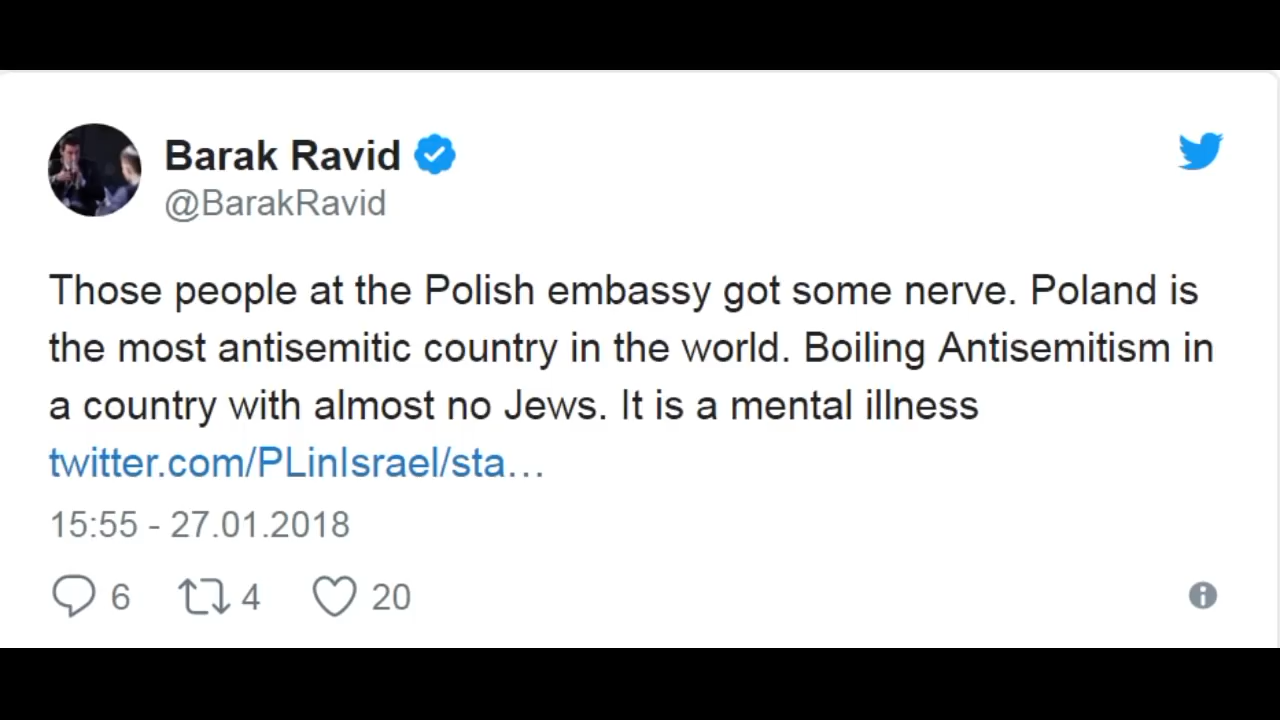 Barak Ravid
@BarakRavid
Those people at the Polish embassy got some nerve. Poland is
the most antisemitic country in the world. Boiling Antisemitism in
a country with almost no Jews. It is a mental illness
twitter.com/PLinIsrael/sta…
15:55 - 27.01.2018
6 4 20